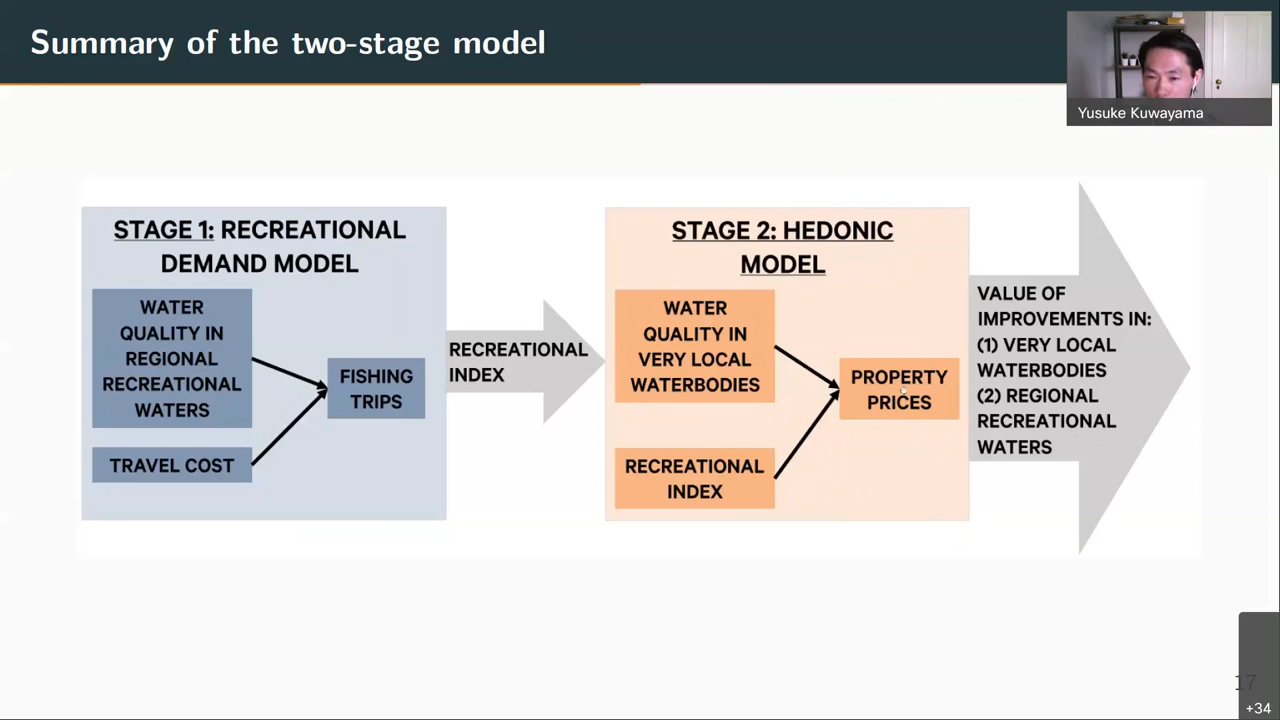 Summary of the two-stage model
Yusuke Kuwayama
STAGE 1: RECREATIONAL
DEMAND MODEL
WATER
QUALITY IN
REGIONAL
RECREATIONAL
WATERS
TRAVEL COST
FISHING
TRIPS
RECREATIONAL
INDEX
STAGE 2: HEDONIC
MODEL
WATER
QUALITY IN
VERY LOCAL
WATERBODIES
RECREATIONAL
INDEX
PROPERTY
PRICES
VALUE OF
IMPROVEMENTS IN:
(1) VERY LOCAL
WATERBODIES
(2) REGIONAL
RECREATIONAL
WATERS
17
+34